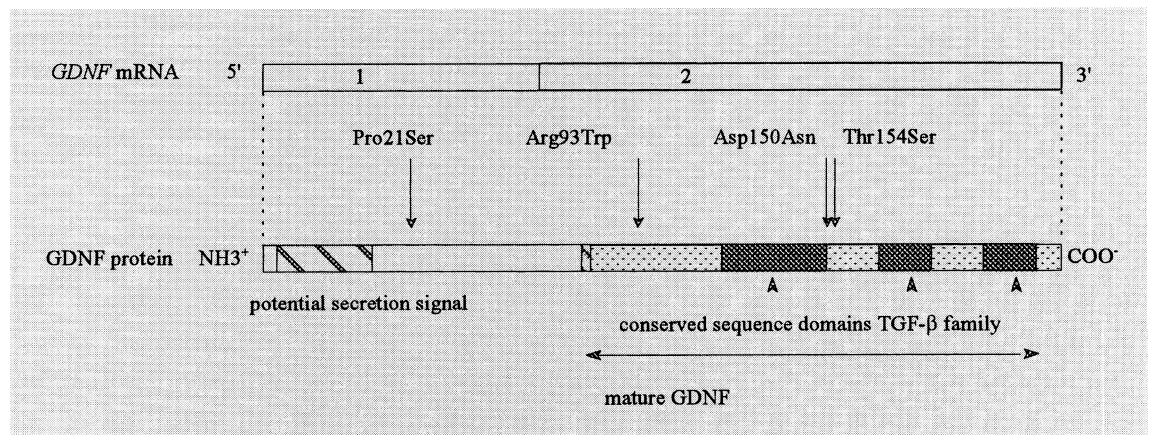 GDNF mRNA 5' 1 2 3'
Pro21Ser Arg93Trp Asp150Asn Thr154Ser
GDNF protein NH3⁺ COO⁻
potential secretion signal
conserved sequence domains TGF-β family
mature GDNF